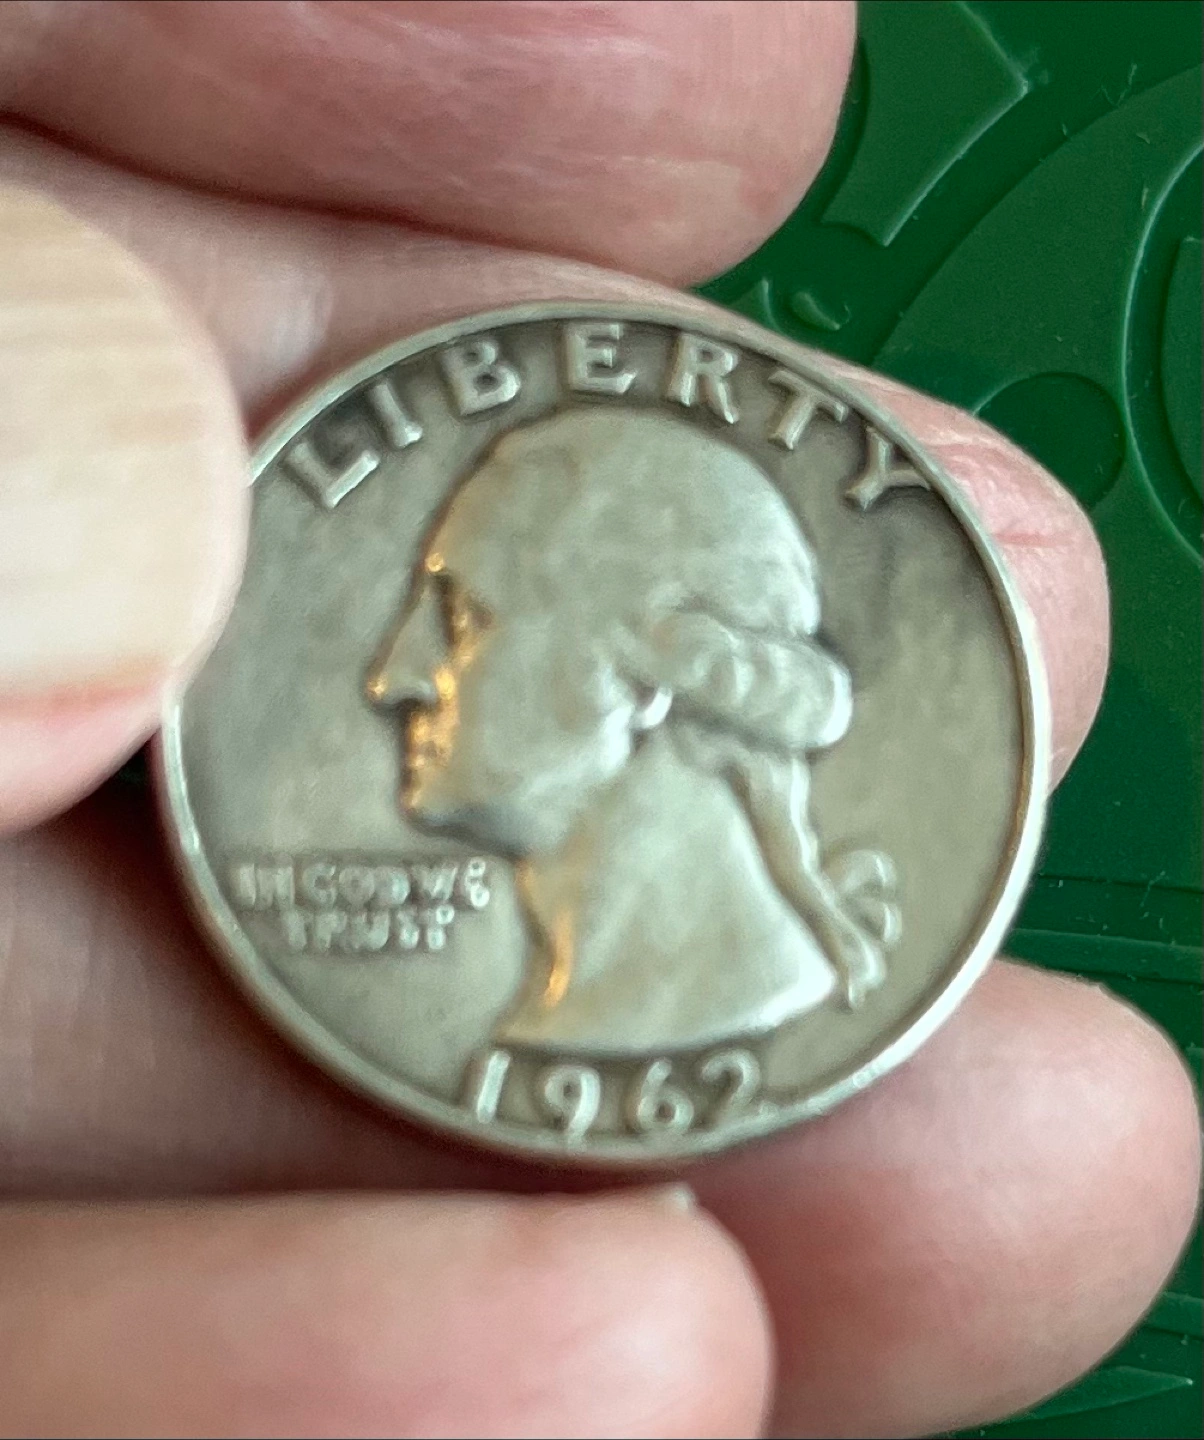 LIBERTY
IN GOD WE
TRUST
1962